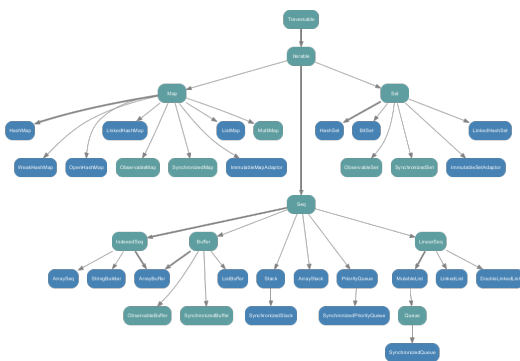 Traversable
Iterable
Map
Set
HashMap
LinkedHashMap
ListMap
MultiMap
HashSet
BitSet
LinkedHashSet
WeakHashMap
OpenHashMap
ObservableMap
SynchronizedMap
ImmutableMapAdaptor
ObservableSet
SynchronizedSet
ImmutableSetAdaptor
Seq
IndexedSeq
Buffer
LinearSeq
ArraySeq
StringBuilder
ArrayBuffer
ListBuffer
Stack
ArrayStack
PriorityQueue
MutableList
LinkedList
DoubleLinkedList
ObservableBuffer
SynchronizedBuffer
SynchronizedStack
SynchronizedPriorityQueue
Queue
SynchronizedQueue